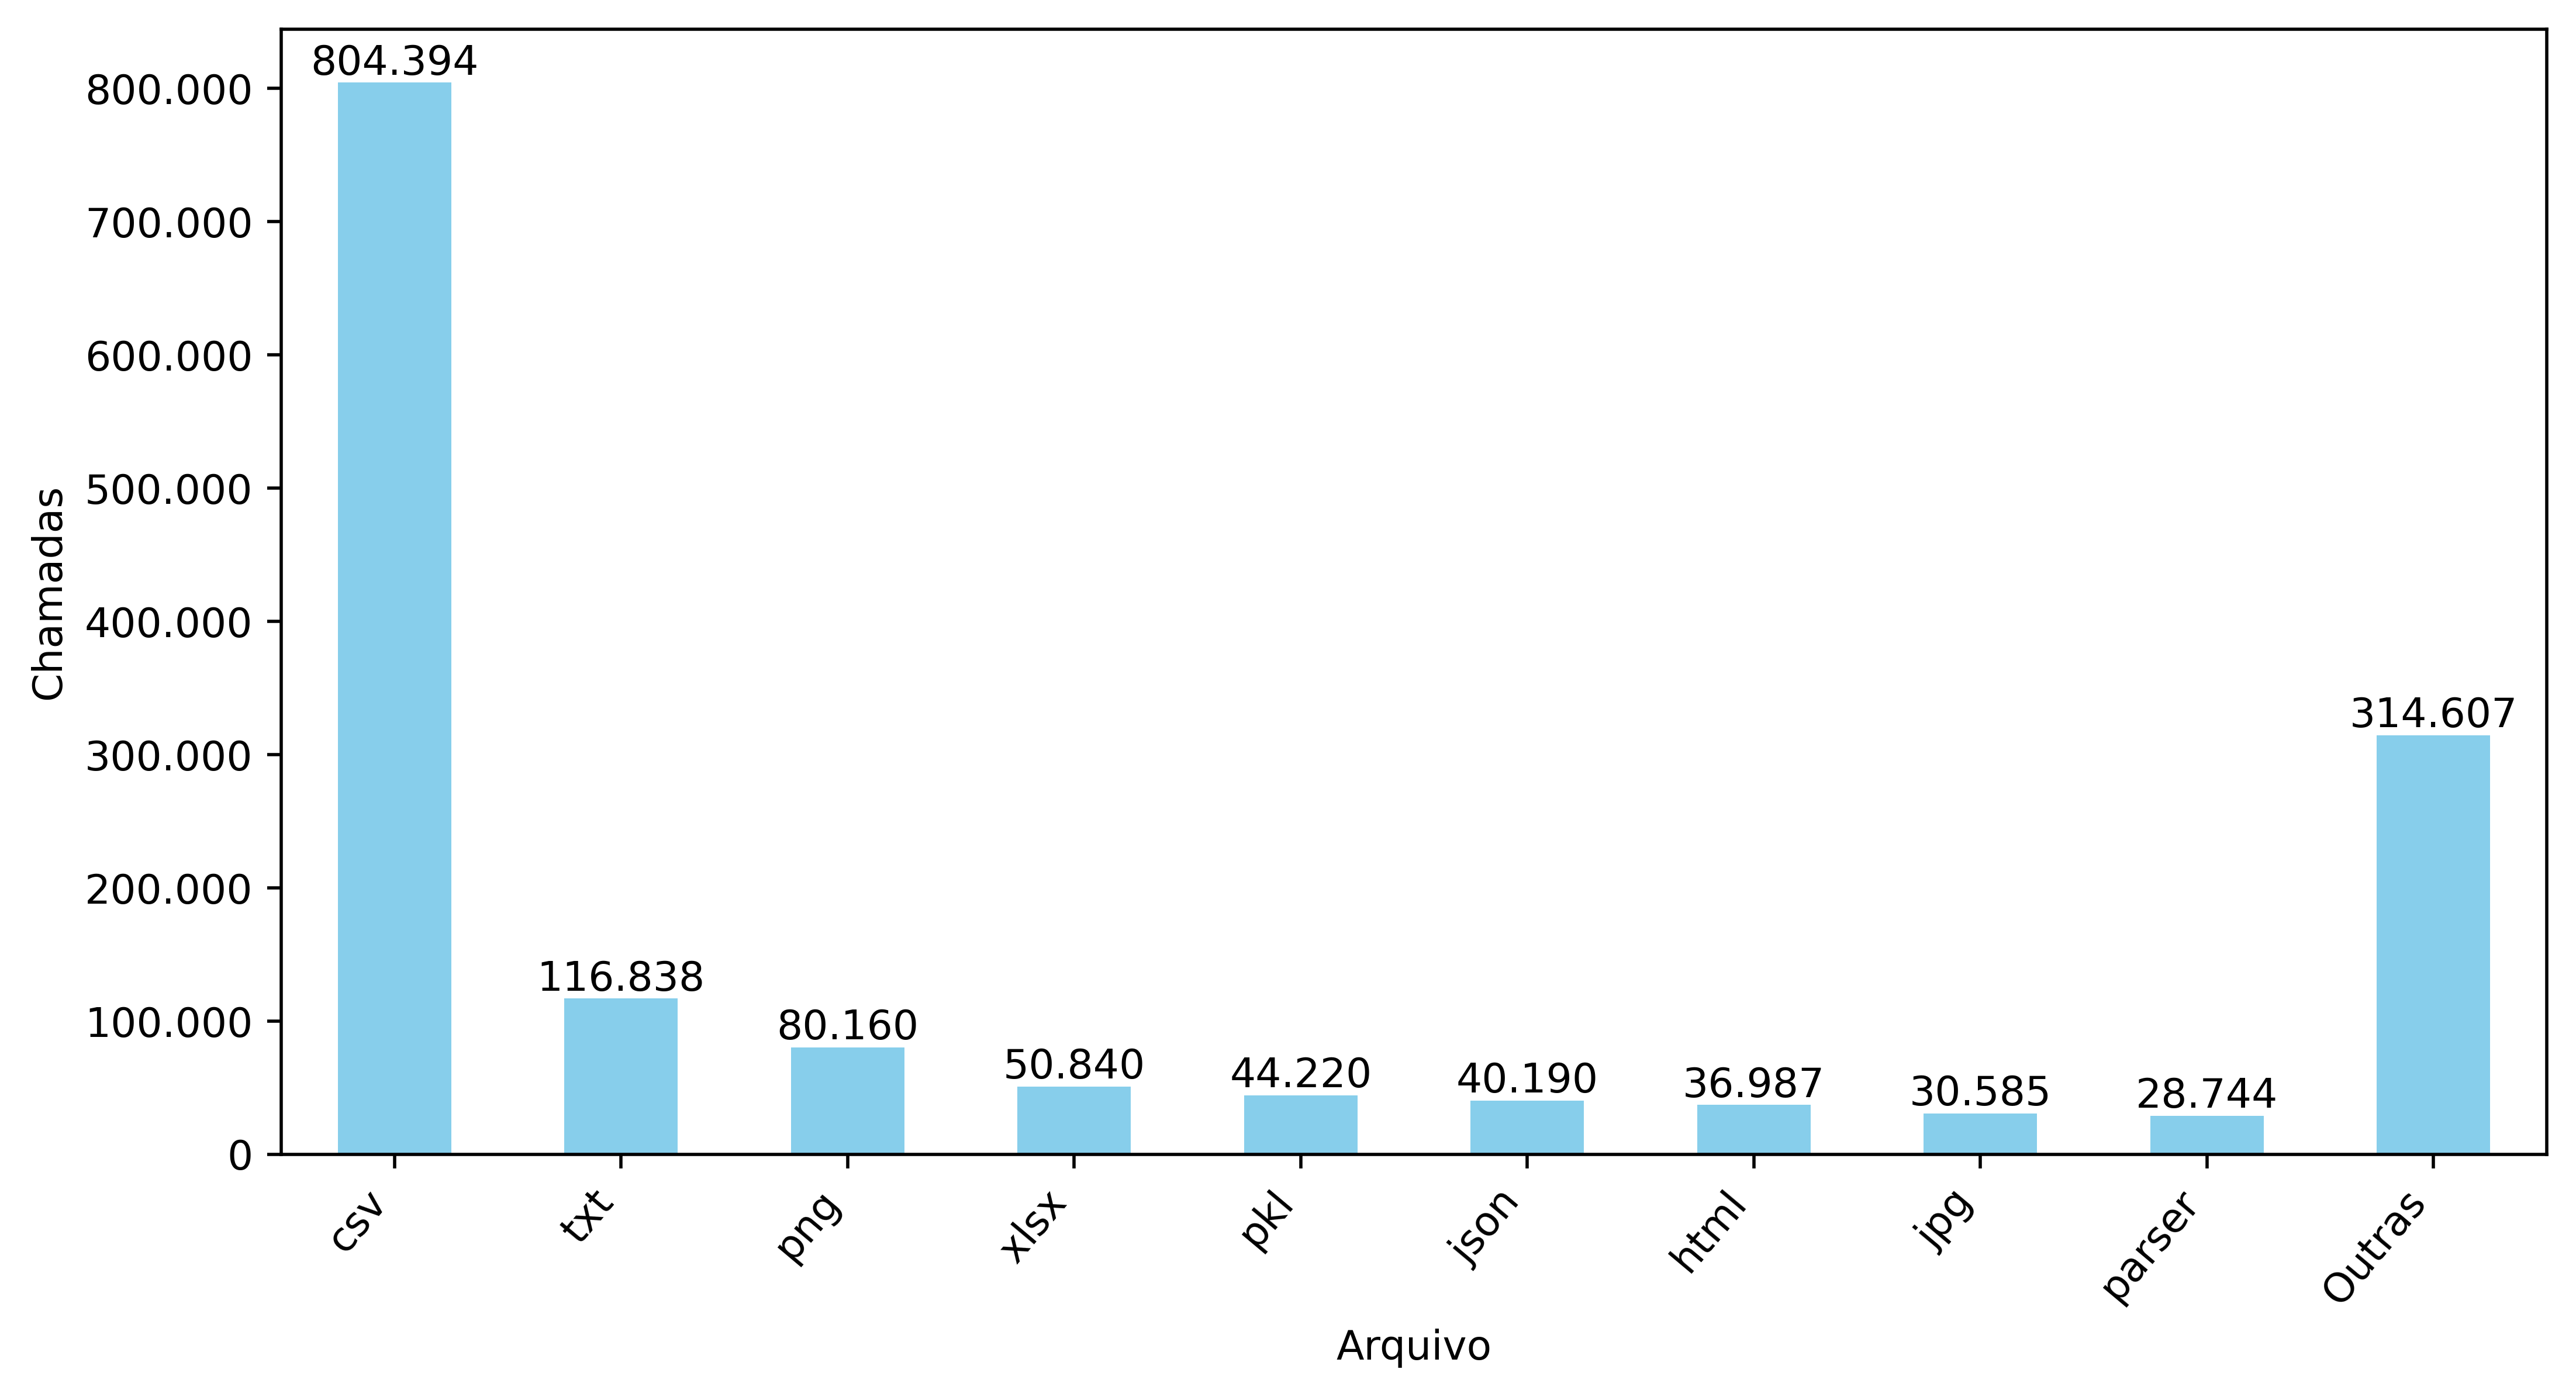 Chamadas
800.000
700.000
600.000
500.000
400.000
300.000
200.000
100.000
0
804.394
116.838
80.160
50.840
44.220
40.190
36.987
30.585
28.744
314.607
csv
txt
png
xlsx
pkl
json
html
jpg
parser
Outras
Arquivo